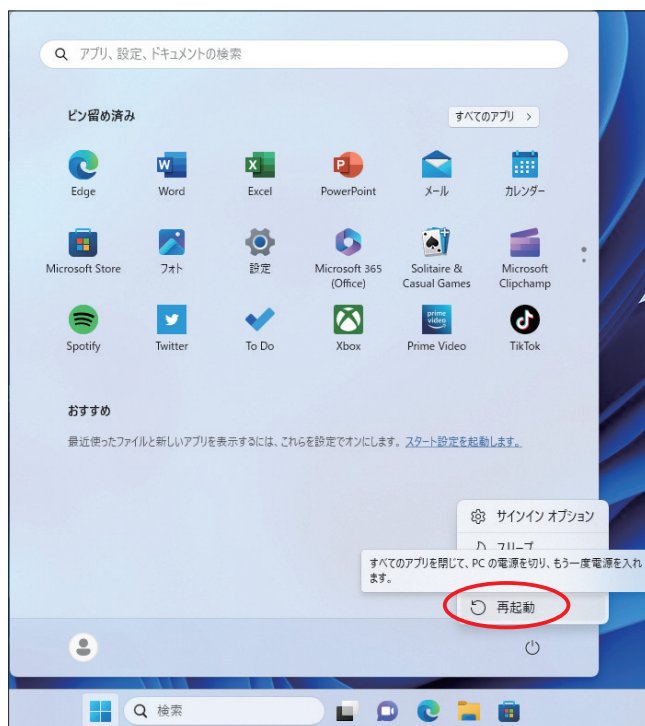 アプリ、設定、ドキュメントの検索
ピン留め済み
すべてのアプリ >
Edge
Word
Excel
PowerPoint
メール
カレンダー
Microsoft Store
フォト
設定
Microsoft 365
(Office)
Solitaire &
Casual Games
Microsoft
Clipchamp
prime
video
Spotify
Twitter
To Do
Xbox
Prime Video
TikTok
おすすめ
最近使ったファイルと新しいアプリを表示するには、これらを設定でオンにします。 スタート設定を起動します。
サインイン オプション
スリープ
すべてのアプリを閉じて、PC の電源を切り、もう一度電源を入れ
ます。
再起動
検索